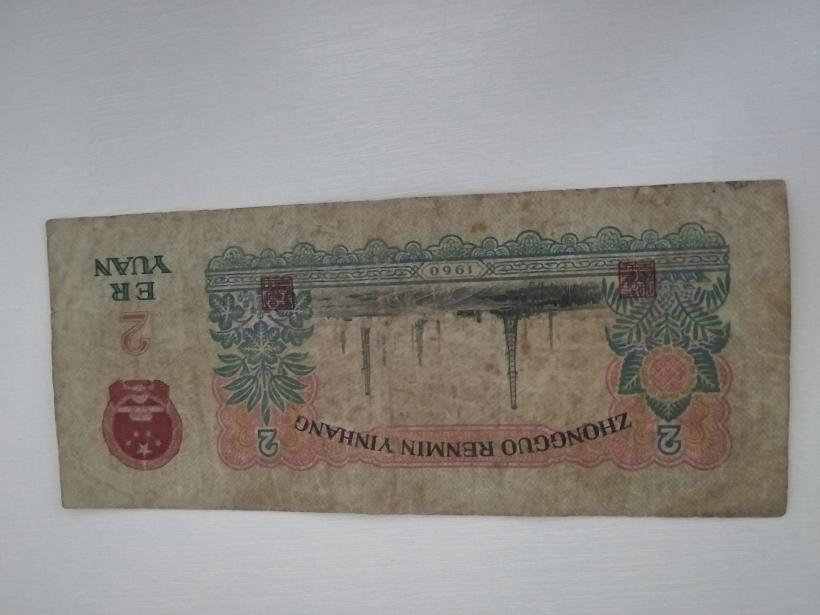 ZHONGGUO RENMIN YINHANG
2
2
2
ER
YUAN
1960